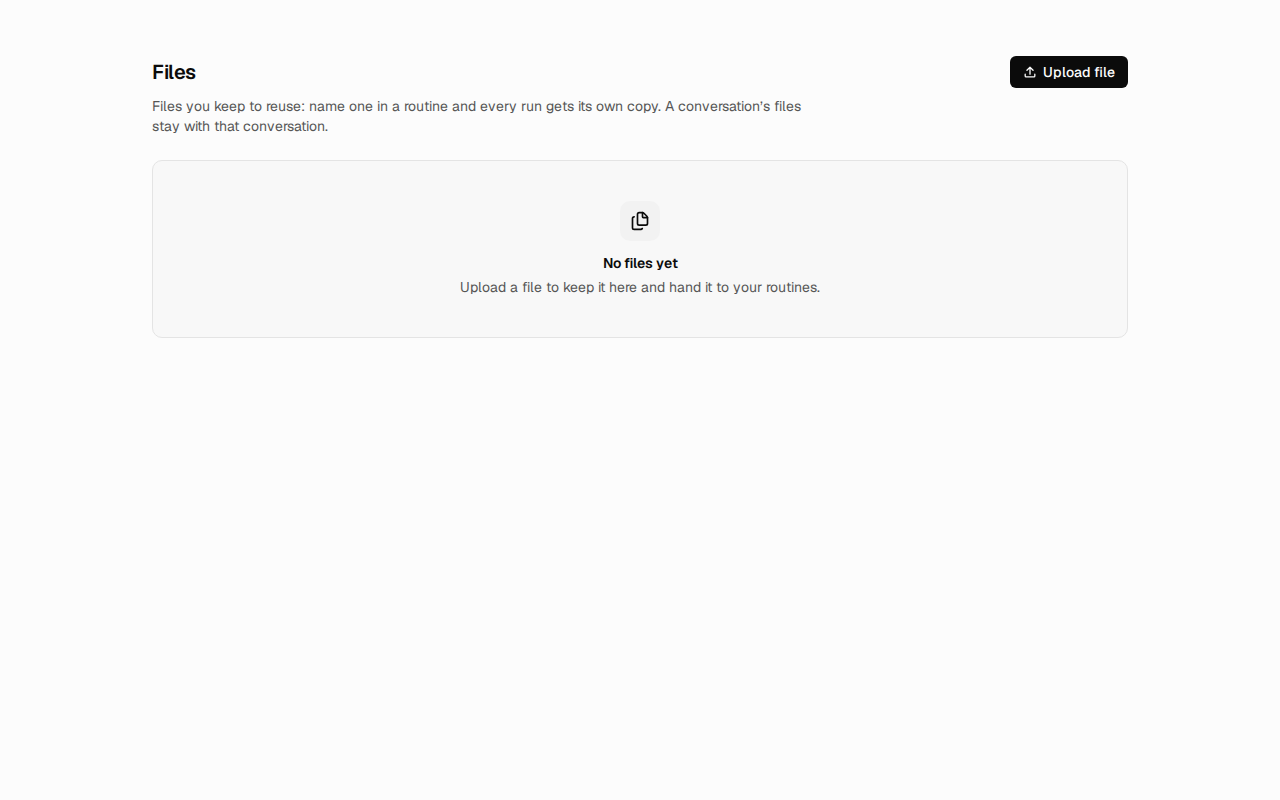 Files
Upload file
Files you keep to reuse: name one in a routine and every run gets its own copy. A conversation's files
stay with that conversation.
No files yet
Upload a file to keep it here and hand it to your routines.